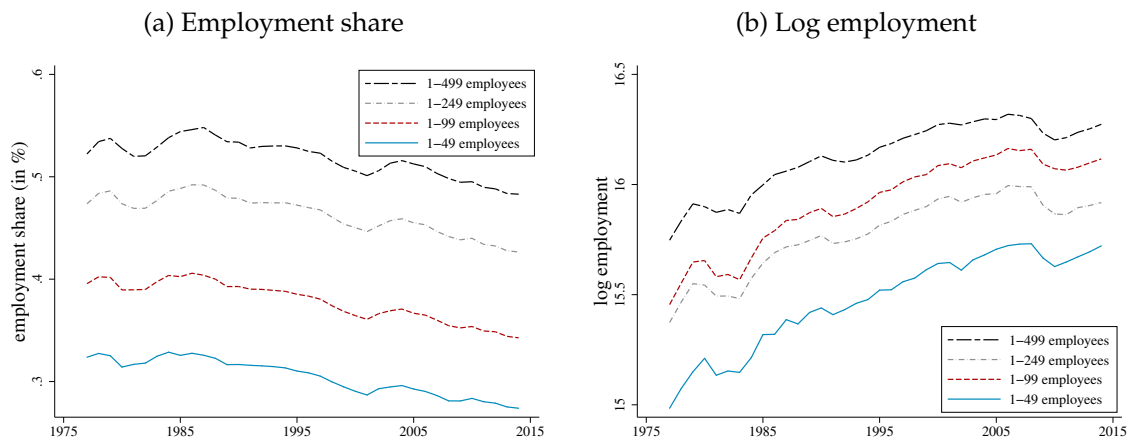 (a) Employment share
employment share (in %)
.6
.5
.4
.3
1975
1985
1995
2005
2015
1−499 employees
1−249 employees
1−99 employees
1−49 employees
(b) Log employment
log employment
16.5
16
15.5
15
1975
1985
1995
2005
2015
1−499 employees
1−249 employees
1−99 employees
1−49 employees